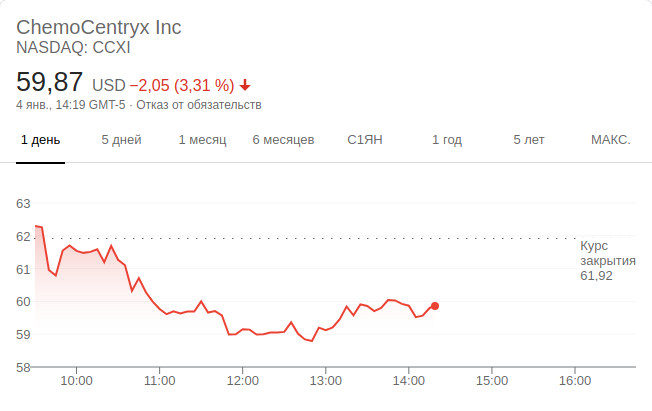 ChemoCentryx Inc
NASDAQ: CCXI
59,87 USD −2,05 (3,31 %)
4 янв., 14:19 GMT-5 · Отказ от обязательств
1 день 5 дней 1 месяц 6 месяцев С1ЯН 1 год 5 лет МАКС.
63
62
Курс
закрытия
61,92
61
60
59
58
10:00 11:00 12:00 13:00 14:00 15:00 16:00